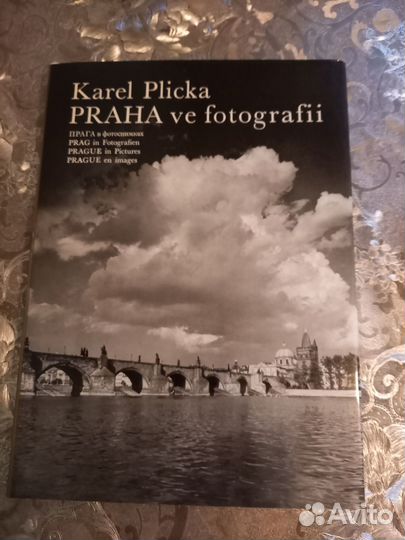 Karel Plicka
PRAHA ve fotografii
ПРАГА в фотоснимках
PRAG in Fotografien
PRAGUE in Pictures
PRAGUE en images
Avito